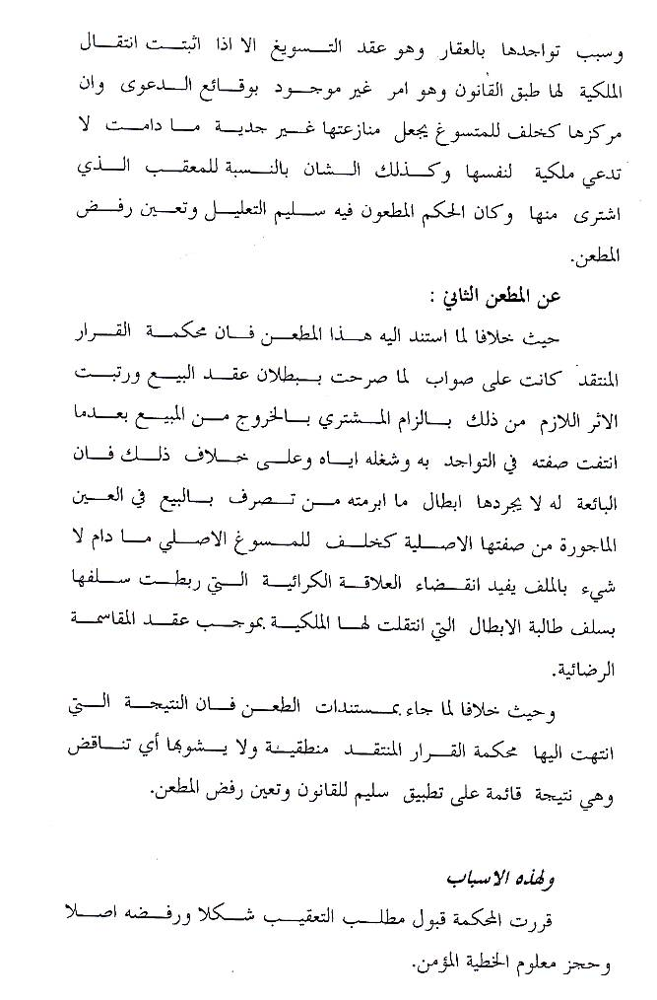 وسبب تواجدها بالعقار وهو عقد التسويغ الا اذا اثبتت انتقال
الملكية لها طبق القانون وهو امر غير موجود بوقائع الدعوى وان
مركزها كخلف للمتسوغ يجعل منازعتها غير جدية ما دامت لا
تدعي ملكية لنفسها وكذلك الشان بالنسبة للمعقب الذي
اشترى منها وكان الحكم المطعون فيه سليم التعليل وتعين رفض
المطعن.
عن المطعن الثاني :
حيث خلافا لما استند اليه هذا المطعن فان محكمة القرار
المنتقد كانت على صواب لما صرحت ببطلان عقد البيع ورتبت
الاثر اللازم من ذلك بالزام المشتري بالخروج من المبيع بعدما
انتفت صفته في التواجد به وشغله اياه وعلى خلاف ذلك فان
البائعة له لا يجردها ابطال ما ابرمته من تصرف بالبيع في العين
الماجورة من صفتها الاصلية كخلف للمسوغ الاصلي ما دام لا
شيء بالملف يفيد انقضاء العلاقة الكرائية التي ربطت سلفها
بسلف طالبة الابطال التي انتقلت لها الملكية بموجب عقد المقاسمة
الرضائية.
وحيث خلافا لما جاء بمستندات الطعن فان النتيجة التي
انتهت اليها محكمة القرار المنتقد منطقية ولا يشوبها أي تناقض
وهي نتيجة قائمة على تطبيق سليم للقانون وتعين رفض المطعن.
ولهذه الاسباب
قررت المحكمة قبول مطلب التعقيب شكلا ورفضه اصلا
وحجز معلوم الخطية المؤمن.